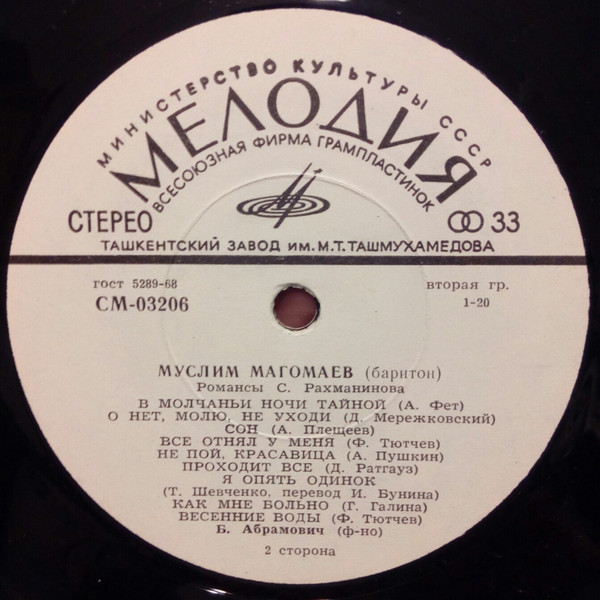 МИНИСТЕРСТВО КУЛЬТУРЫ СССР
МЕЛОДИЯ
ВСЕСОЮЗНАЯ ФИРМА ГРАМПЛАСТИНОК
СТЕРЕО 33
ТАШКЕНТСКИЙ ЗАВОД ИМ. М.Т. ТАШМУХАМЕДОВА
гост 5289-68 вторая гр.
СМ-03206 1-20
МУСЛИМ МАГОМАЕВ (баритон)
Романсы С. Рахманинова
В МОЛЧАНЬИ НОЧИ ТАЙНОЙ (А. Фет)
О НЕТ, МОЛЮ, НЕ УХОДИ (Д. Мережковский)
СОН (А. Плещеев)
ВСЕ ОТНЯЛ У МЕНЯ (Ф. Тютчев)
НЕ ПОЙ, КРАСАВИЦА (А. Пушкин)
ПРОХОДИТ ВСЕ (Д. Ратгауз)
Я ОПЯТЬ ОДИНОК
(Т. Шевченко, перевод И. Бунина)
КАК МНЕ БОЛЬНО (Г. Галина)
ВЕСЕННИЕ ВОДЫ (Ф. Тютчев)
Б. Абрамович (ф-но)
2 сторона